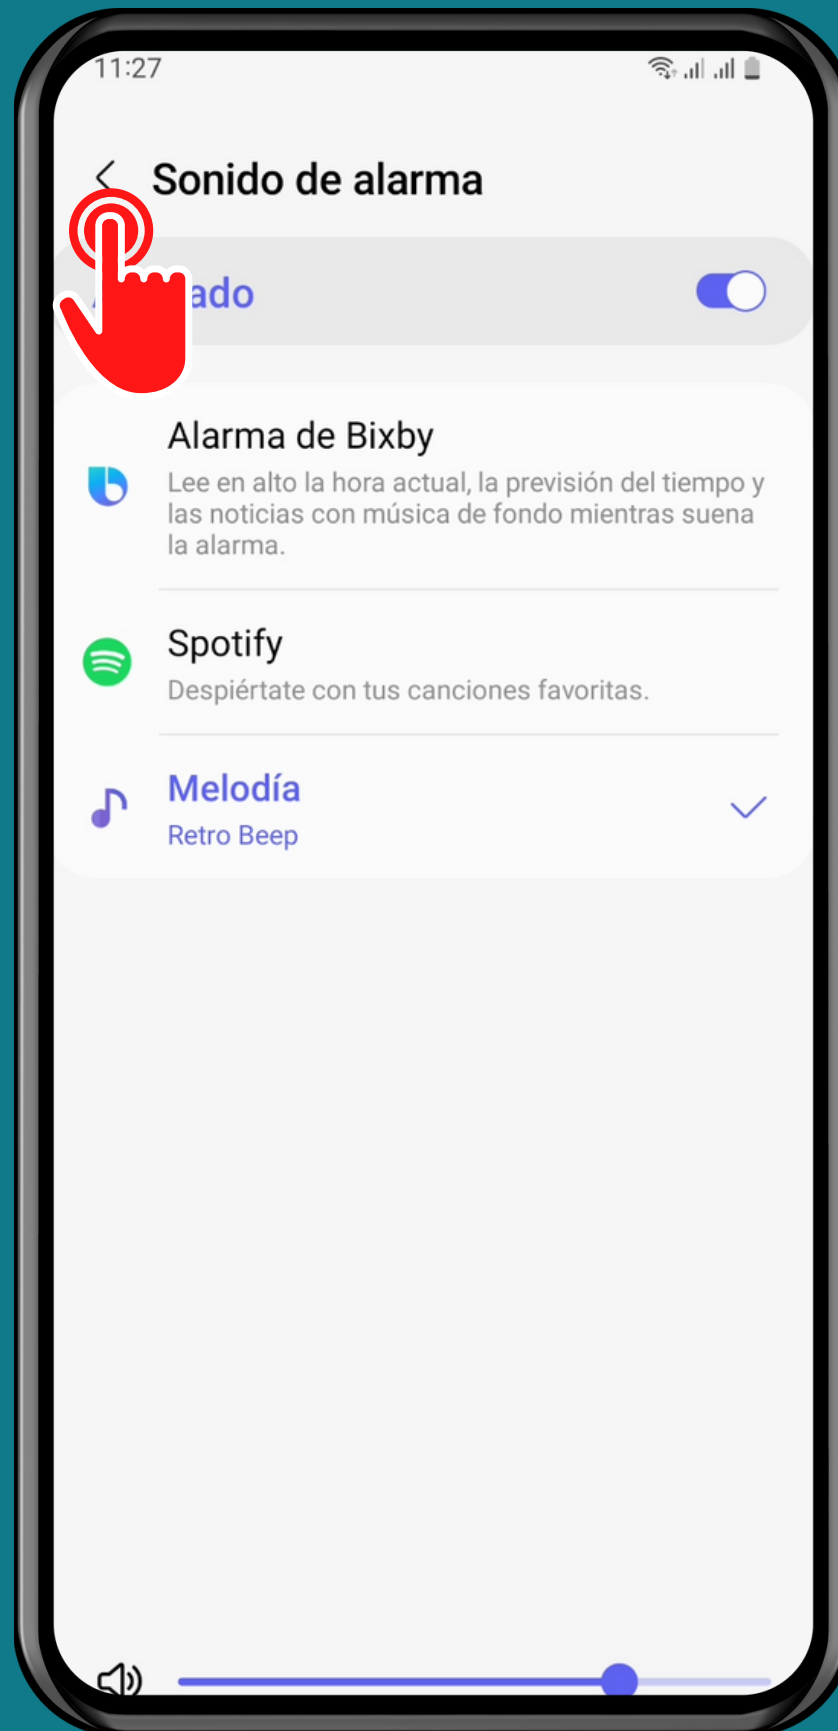 11:27
Sonido de alarma
Alarma de Bixby
Lee en alto la hora actual, la previsión del tiempo y
las noticias con música de fondo mientras suena
la alarma.
Spotify
Despiértate con tus canciones favoritas.
Melodía
Retro Beep